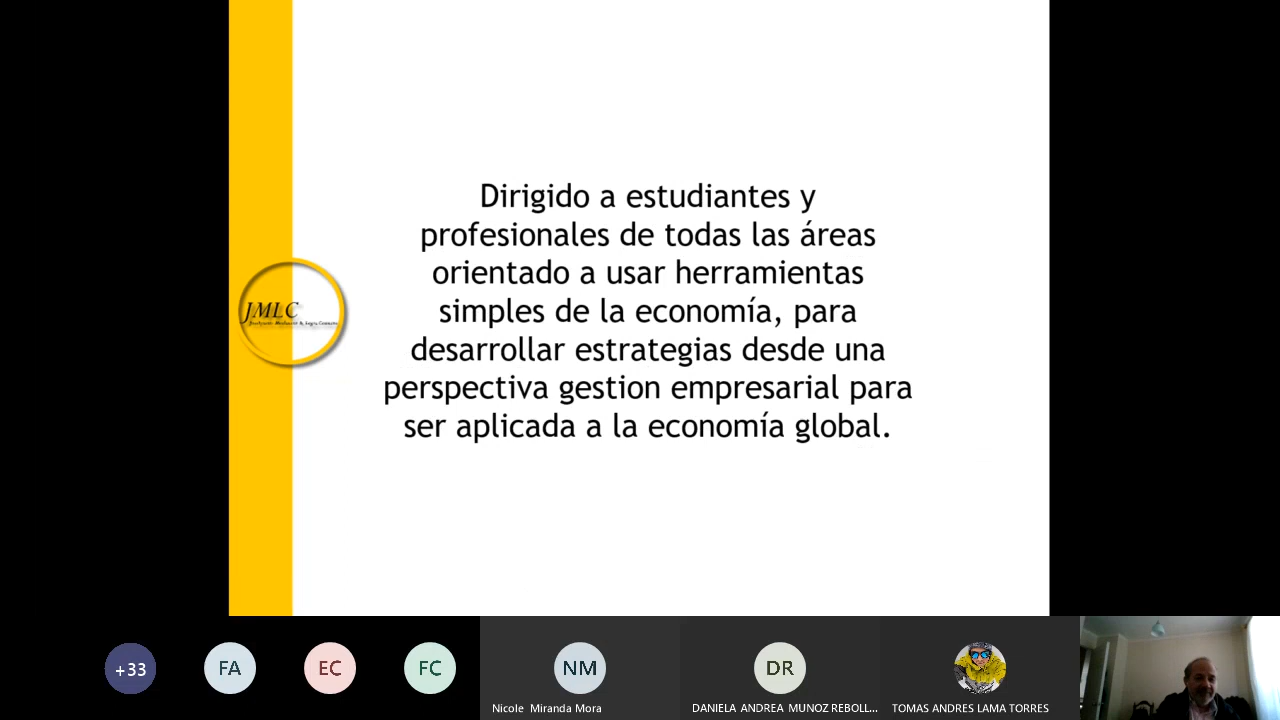 Dirigido a estudiantes y
profesionales de todas las áreas
orientado a usar herramientas
simples de la economía, para
desarrollar estrategias desde una
perspectiva gestion empresarial para
ser aplicada a la economía global.
JMLC
+33
FA
EC
FC
NM
DR
Nicole Miranda Mora
DANIELA ANDREA MUNOZ REBOLL...
TOMAS ANDRES LAMA TORRES